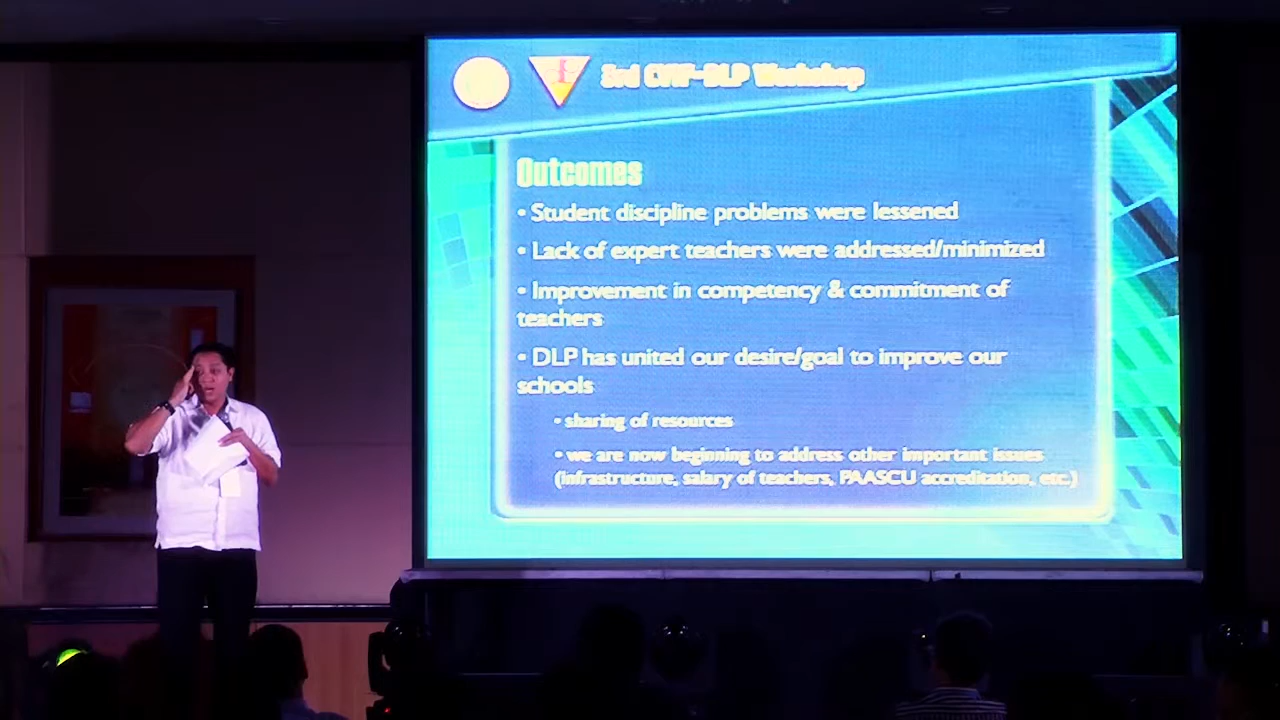 3rd CVIF-DLP Workshop
Outcomes
• Student discipline problems were lessened
• Lack of expert teachers were addressed/minimized
• Improvement in competency & commitment of
teachers
• DLP has united our desire/goal to improve our
schools
• sharing of resources
• we are now beginning to address other important issues
(infrastructure, salary of teachers, PAASCU accreditation, etc.)